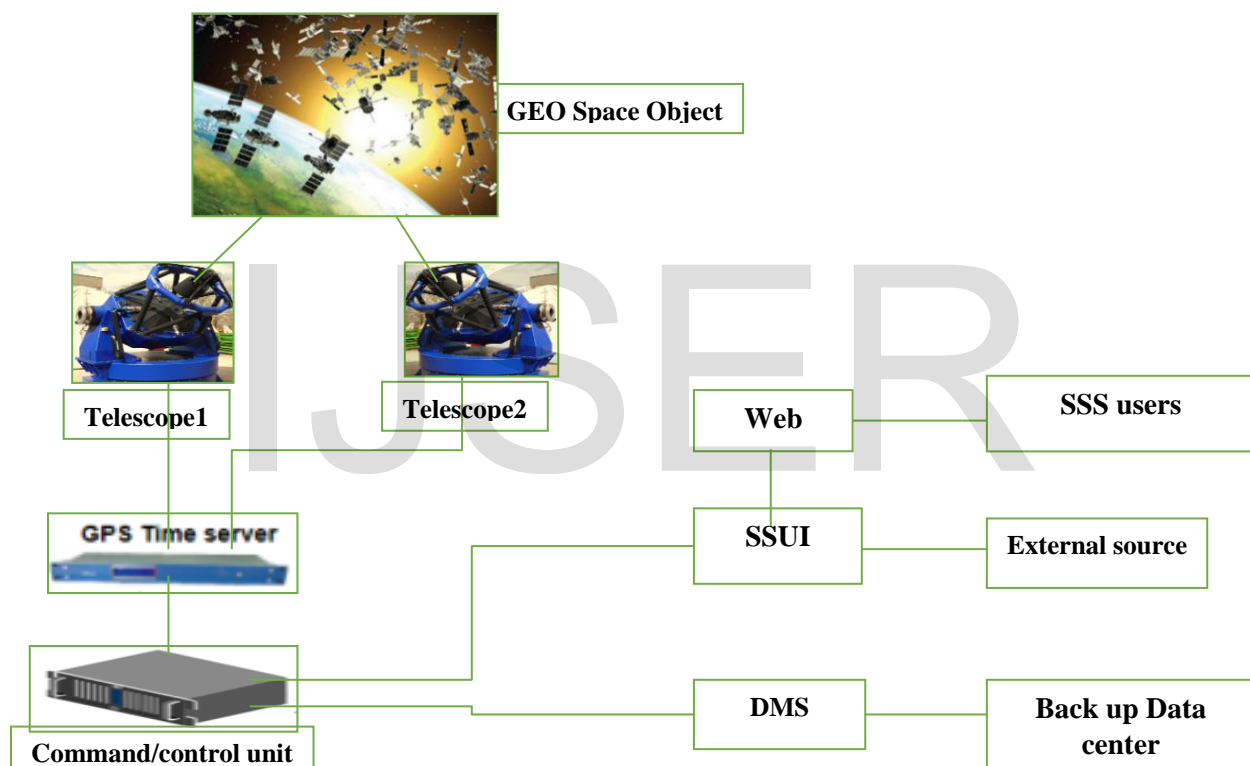 GEO Space Object
Telescope1
Telescope2
Web
SSS users
IJSER
GPS Time server
SSUI
External source
DMS
Back up Data
center
Command/control unit